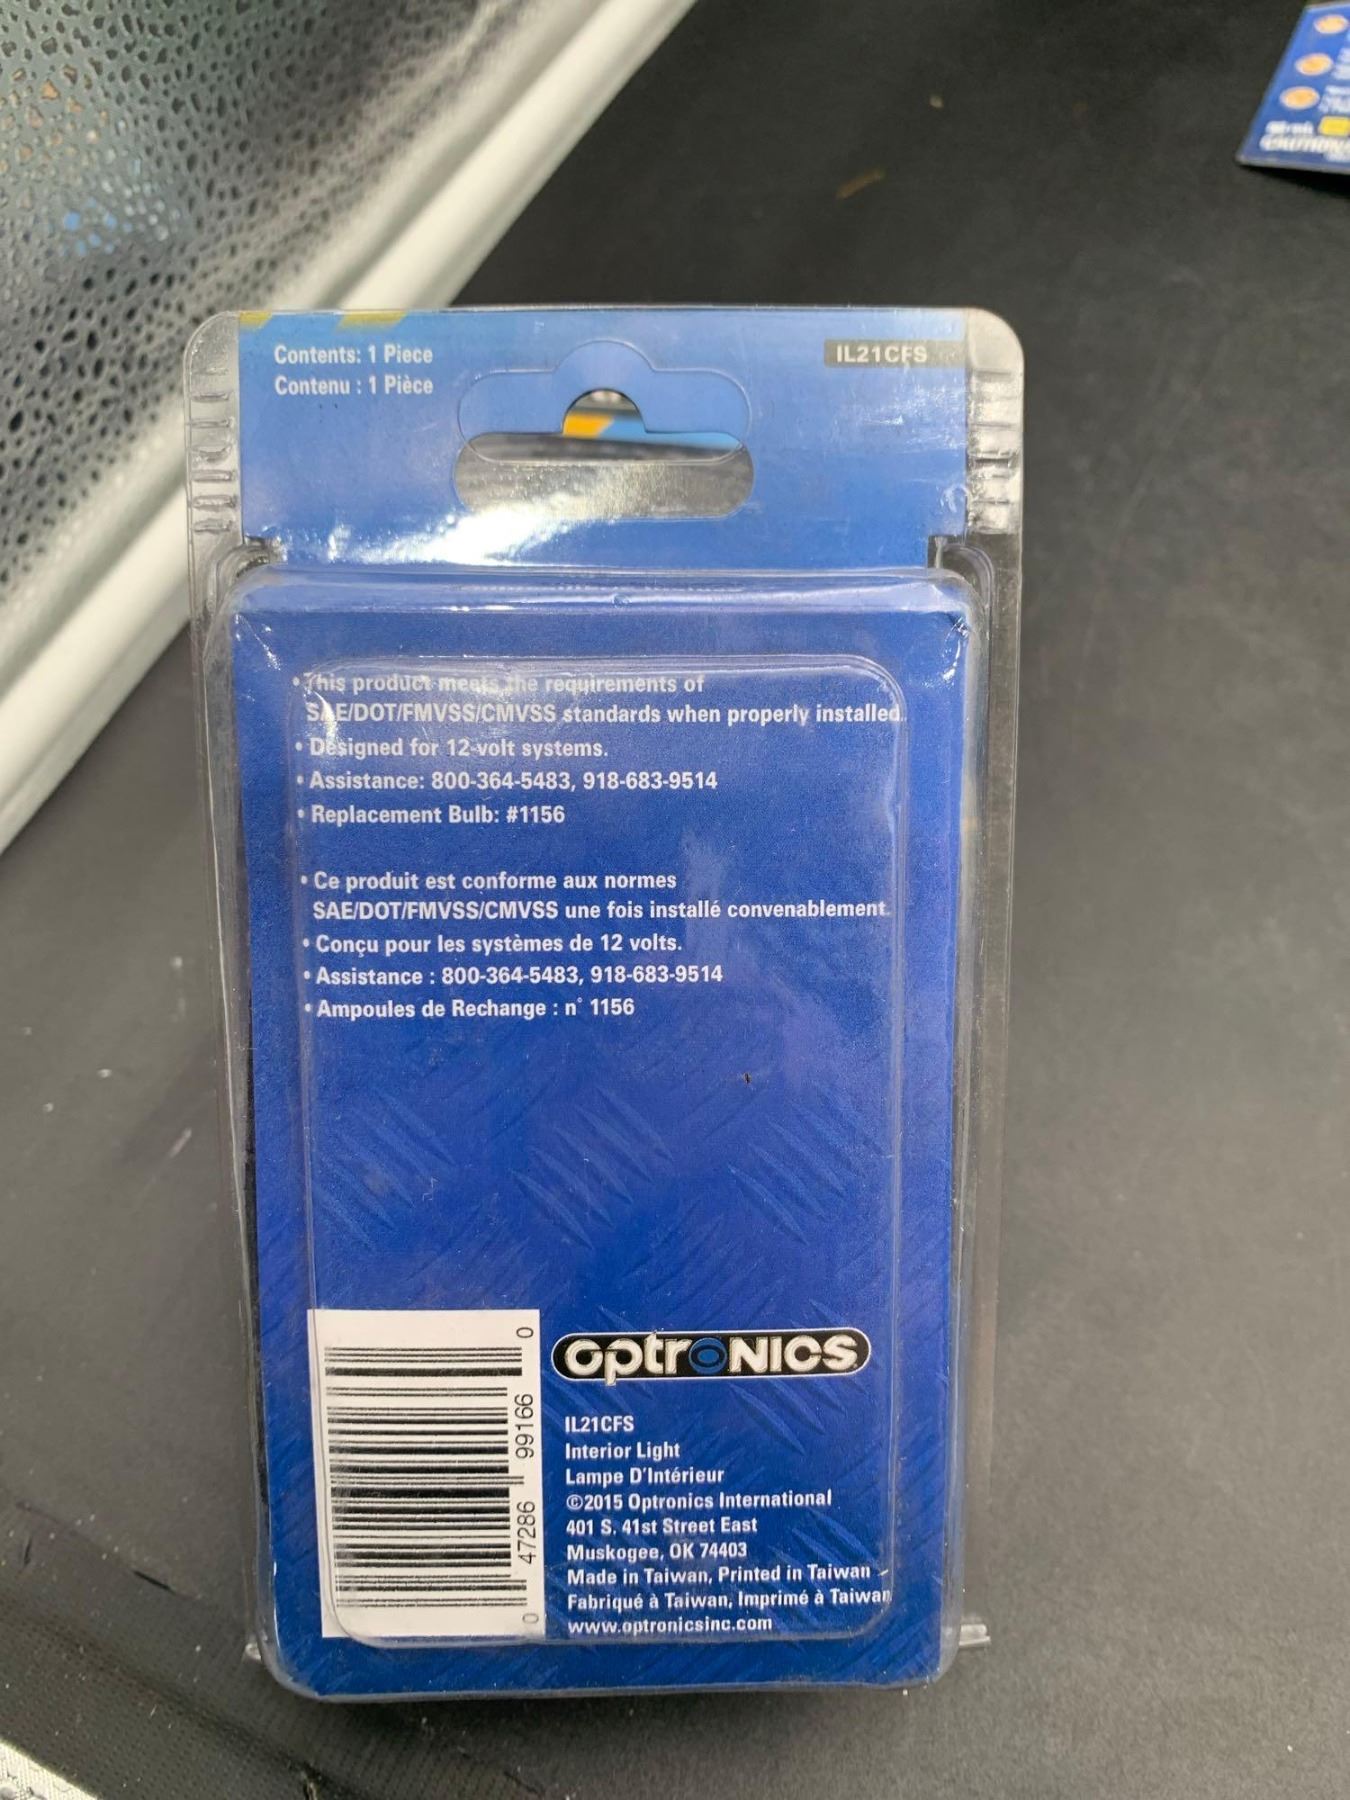 Contents: 1 Piece
Contenu : 1 Pièce
IL21CFS
• This product meets the requirements of
SAE/DOT/FMVSS/CMVSS standards when properly installed.
• Designed for 12-volt systems.
• Assistance: 800-364-5483, 918-683-9514
• Replacement Bulb: #1156
• Ce produit est conforme aux normes
SAE/DOT/FMVSS/CMVSS une fois installé convenablement.
• Conçu pour les systèmes de 12 volts.
• Assistance : 800-364-5483, 918-683-9514
• Ampoules de Rechange : n° 1156
0 47286 99166 0
optroNICS
IL21CFS
Interior Light
Lampe D'Intérieur
©2015 Optronics International
401 S. 41st Street East
Muskogee, OK 74403
Made in Taiwan, Printed in Taiwan
Fabriqué à Taiwan, Imprimé à Taiwan
www.optronicsinc.com
CAUTION